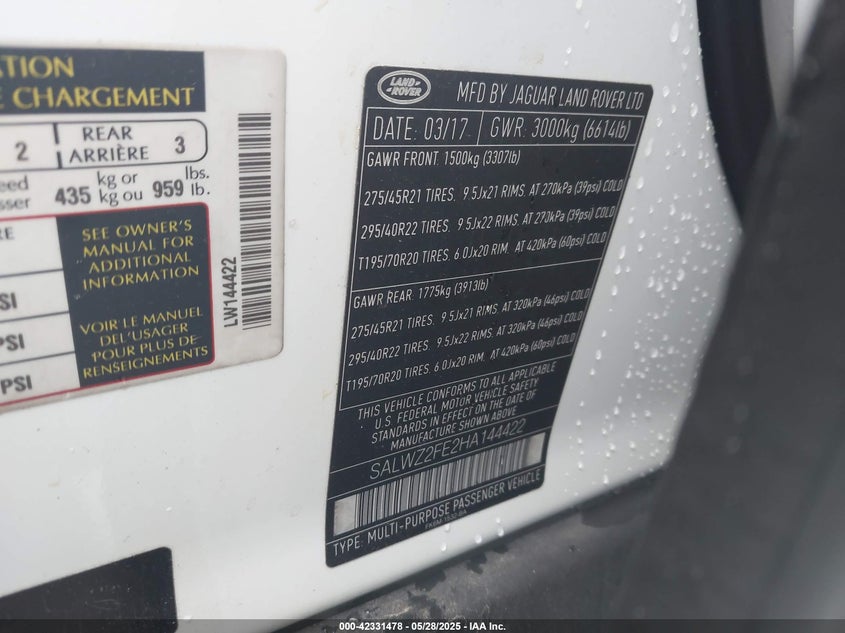 ATION
E CHARGEMENT
2 REAR ARRIÈRE 3
435 kg or kg ou 959 lbs. lb.
SEE OWNER'S
MANUAL FOR
ADDITIONAL
INFORMATION
VOIR LE MANUEL
DEL'USAGER
POUR PLUS DE
RENSEIGNEMENTS
PSI
PSI
LW144422
LAND ROVER
MFD BY JAGUAR LAND ROVER LTD
DATE: 03/17 GWR: 3000kg (6614lb)
GAWR FRONT 1500kg (3307lb)
275/45R21 TIRES. 9.5Jx21 RIMS. AT 270kPa (39psi) COLD
295/40R22 TIRES. 9.5Jx22 RIMS. AT 270kPa (39psi) COLD
T195/70R20 TIRES. 6.0Jx20 RIM. AT 420kPa (60psi) COLD
GAWR REAR: 1775kg (3913lb)
275/45R21 TIRES. 9.5Jx21 RIMS. AT 320kPa (46psi) COLD
295/40R22 TIRES. 9.5Jx22 RIMS. AT 320kPa (46psi) COLD
T195/70R20 TIRES. 6.0Jx20 RIM. AT 420kPa (60psi) COLD
THIS VEHICLE CONFORMS TO ALL APPLICABLE
U.S. FEDERAL MOTOR VEHICLE SAFETY
STANDARDS IN EFFECT ON THE DATE OF
MANUFACTURE SHOWN ABOVE
SALWZ2FE2HA144422
TYPE: MULTI-PURPOSE PASSENGER VEHICLE
000-42331478 - 05/28/2025 - IAA Inc.